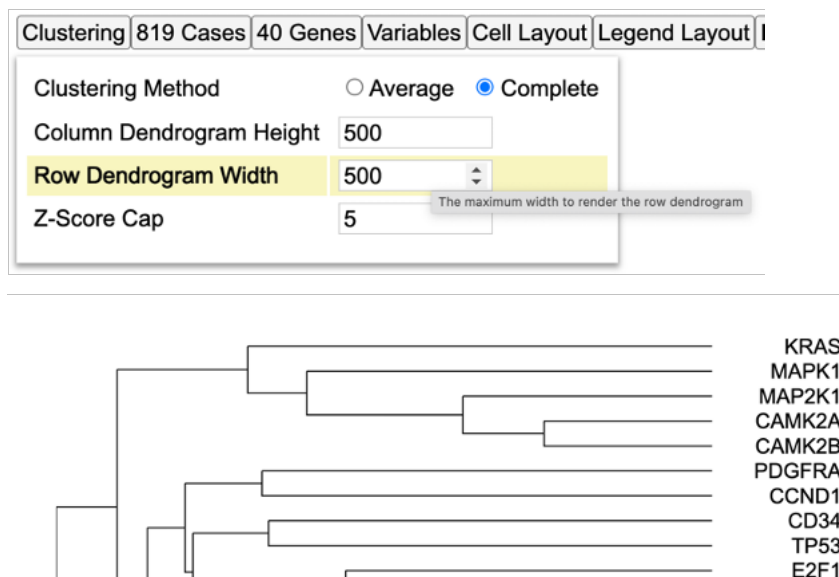 Clustering 819 Cases 40 Genes Variables Cell Layout Legend Layout
Clustering Method Average Complete
Column Dendrogram Height 500
Row Dendrogram Width 500
The maximum width to render the row dendrogram
Z-Score Cap 5
KRAS
MAPK1
MAP2K1
CAMK2A
CAMK2B
PDGFRA
CCND1
CD34
TP53
E2F1